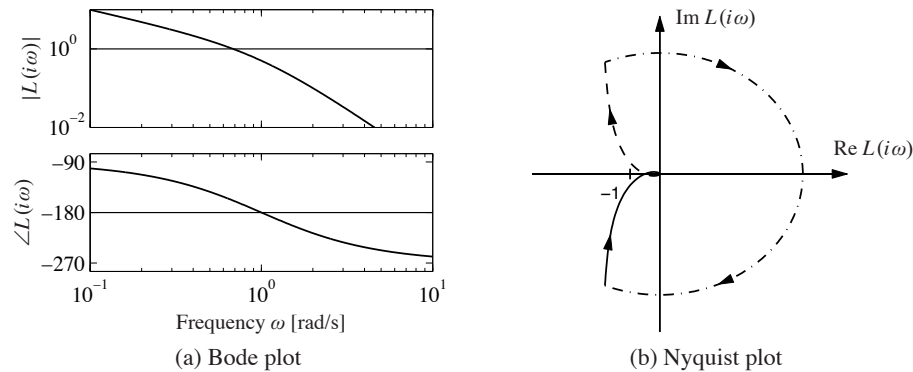 |L(iω)|
10⁰
10⁻²
∠L(iω)
−90
−180
−270
10⁻¹
10⁰
10¹
Frequency ω [rad/s]
(a) Bode plot
Im L(iω)
Re L(iω)
−1
(b) Nyquist plot